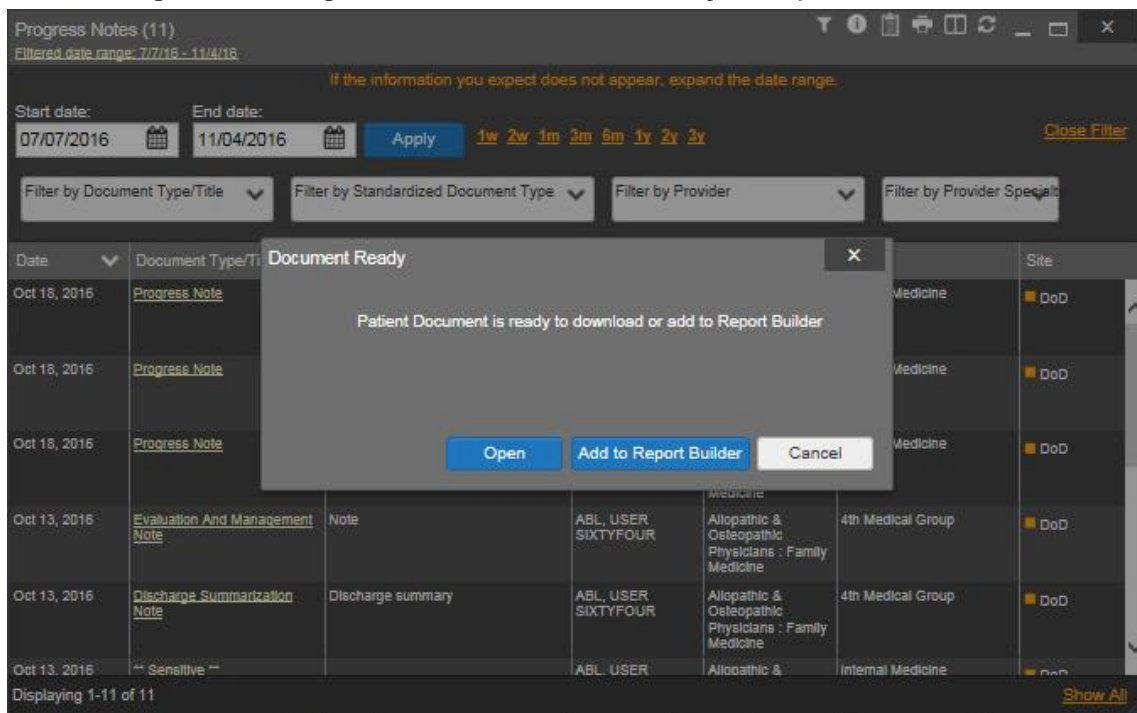 Progress Notes (11)
Filtered date range: 7/7/16 - 11/4/16
If the information you expect does not appear, expand the date range.
Start date:
End date:
07/07/2016
11/04/2016
Apply
1w 2w 1m 3m 6m 1y 2y 3y
Close Filter
Filter by Document Type/Title
Filter by Standardized Document Type
Filter by Provider
Filter by Provider Specialty
Date
Document Type/Ti
Site
Document Ready
Patient Document is ready to download or add to Report Builder
Open
Add to Report Builder
Cancel
Oct 18, 2016
Progress Note
Medicine
DoD
Oct 18, 2016
Progress Note
Medicine
DoD
Oct 18, 2016
Progress Note
Medicine
Medicine
DoD
Oct 13, 2016
Evaluation And Management
Note
Note
ABL, USER
SIXTYFOUR
Allopathic &
Osteopathic
Physicians : Family
Medicine
4th Medical Group
DoD
Oct 13, 2016
Discharge Summarization
Note
Discharge summary
ABL, USER
SIXTYFOUR
Allopathic &
Osteopathic
Physicians : Family
Medicine
4th Medical Group
DoD
Oct 13, 2016
** Sensitive **
ABL, USER
Allopathic &
Internal Medicine
DoD
Displaying 1-11 of 11
Show All